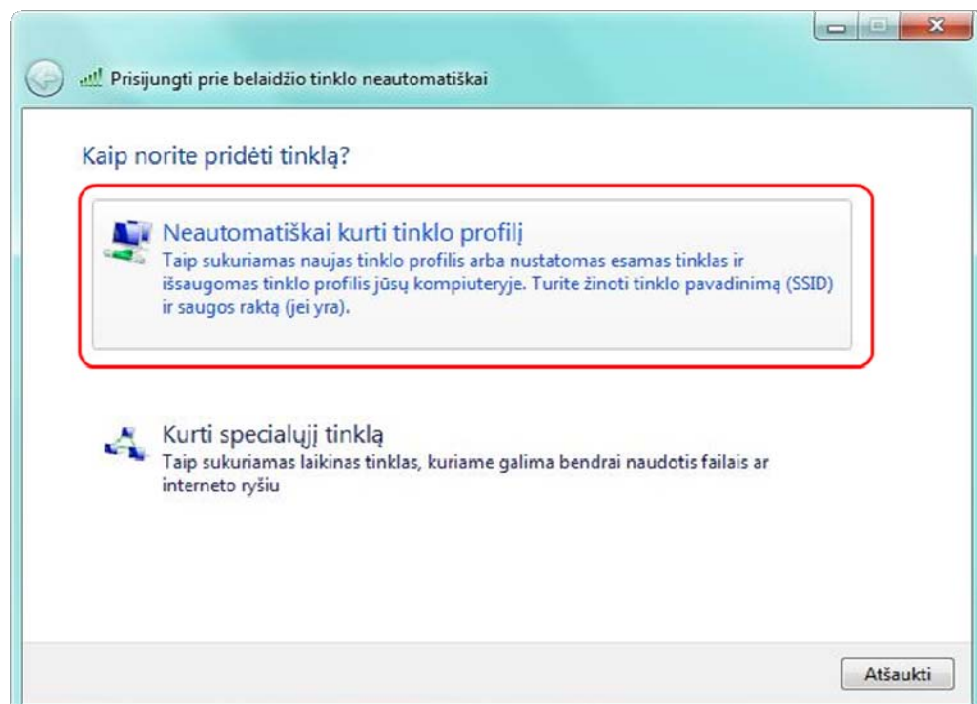 Prisijungti prie belaidžio tinklo neautomatiškai
Kaip norite pridėti tinklą?
Neautomatiškai kurti tinklo profilį
Taip sukuriamas naujas tinklo profilis arba nustatomas esamas tinklas ir
išsaugomas tinklo profilis jūsų kompiuteryje. Turite žinoti tinklo pavadinimą (SSID)
ir saugos raktą (jei yra).
Kurti specialųjį tinklą
Taip sukuriamas laikinas tinklas, kuriame galima bendrai naudotis failais ar
interneto ryšiu
Atšaukti